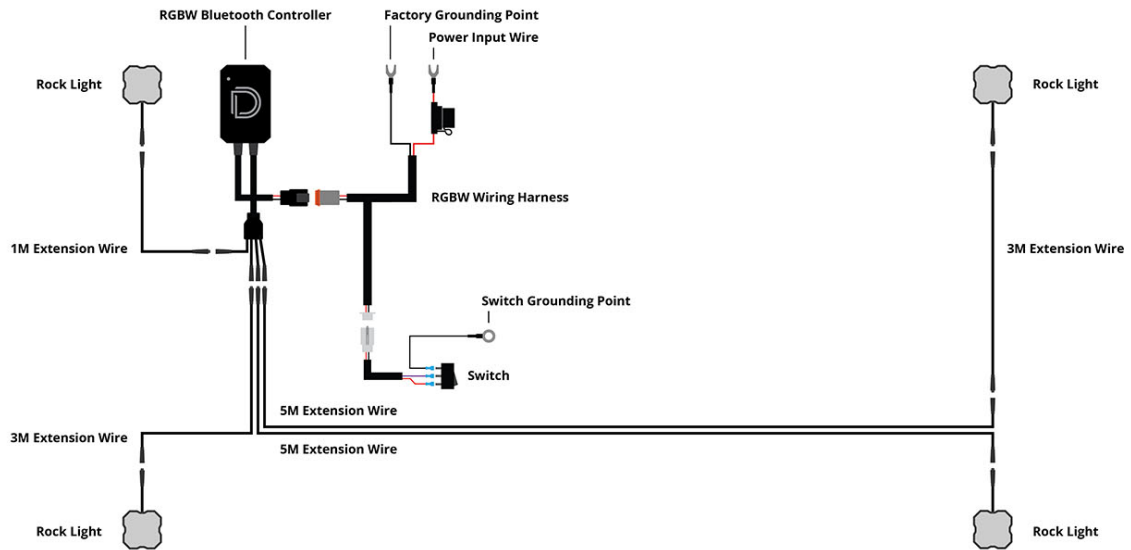 RGBW Bluetooth Controller
Factory Grounding Point
Power Input Wire
Rock Light
Rock Light
RGBW Wiring Harness
1M Extension Wire
3M Extension Wire
Switch Grounding Point
Switch
5M Extension Wire
3M Extension Wire
5M Extension Wire
Rock Light
Rock Light